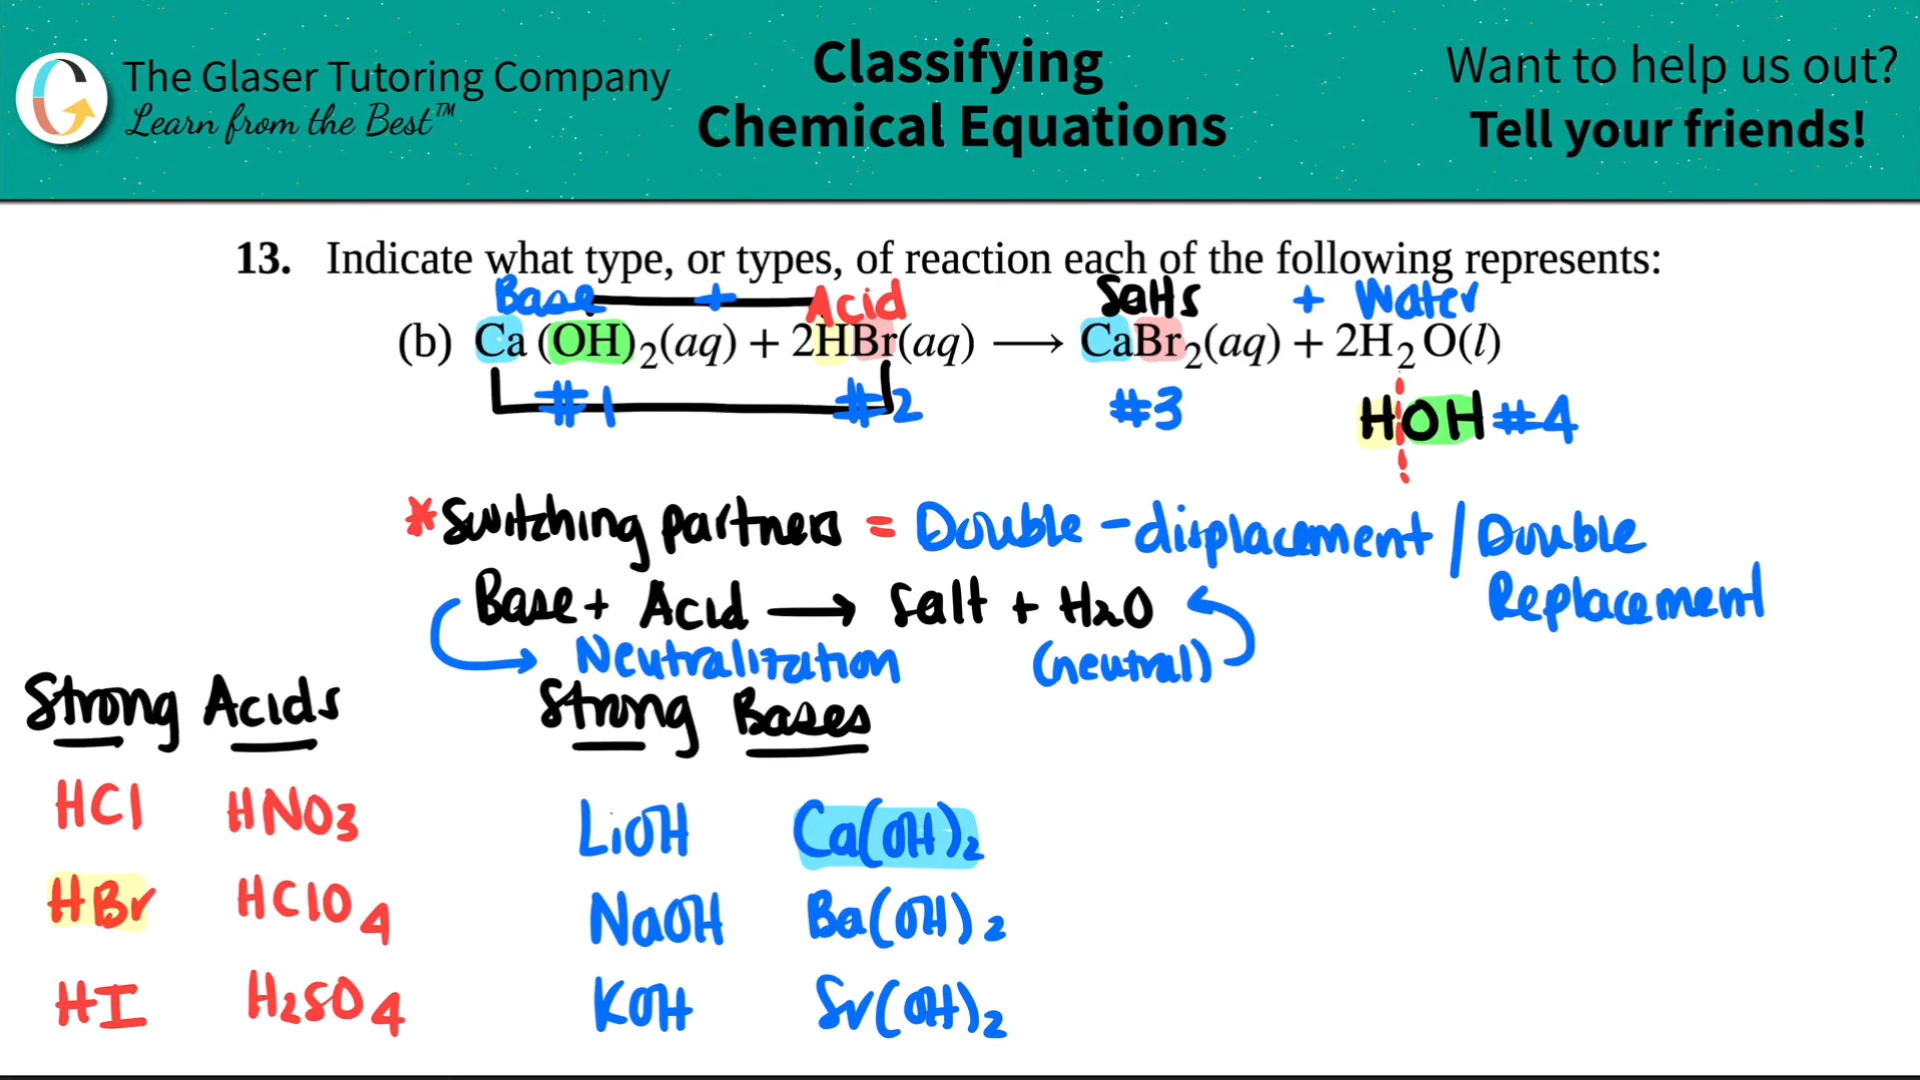 The Glaser Tutoring Company
Learn from the Best™
Classifying
Chemical Equations
Want to help us out?
Tell your friends!
13. Indicate what type, or types, of reaction each of the following represents:
Base + Acid Salts + Water
(b) Ca(OH)₂(aq) + 2HBr(aq) ⟶ CaBr₂(aq) + 2H₂O(l)
#1 #2 #3 HOH #4
*Switching partners = Double-displacement / Double
Replacement
Base + Acid ⟶ Salt + H₂O
Neutralization (neutral)
Strong Acids Strong Bases
HCl HNO₃ LiOH Ca(OH)₂
HBr HClO₄ NaOH Ba(OH)₂
HI H₂SO₄ KOH Sr(OH)₂